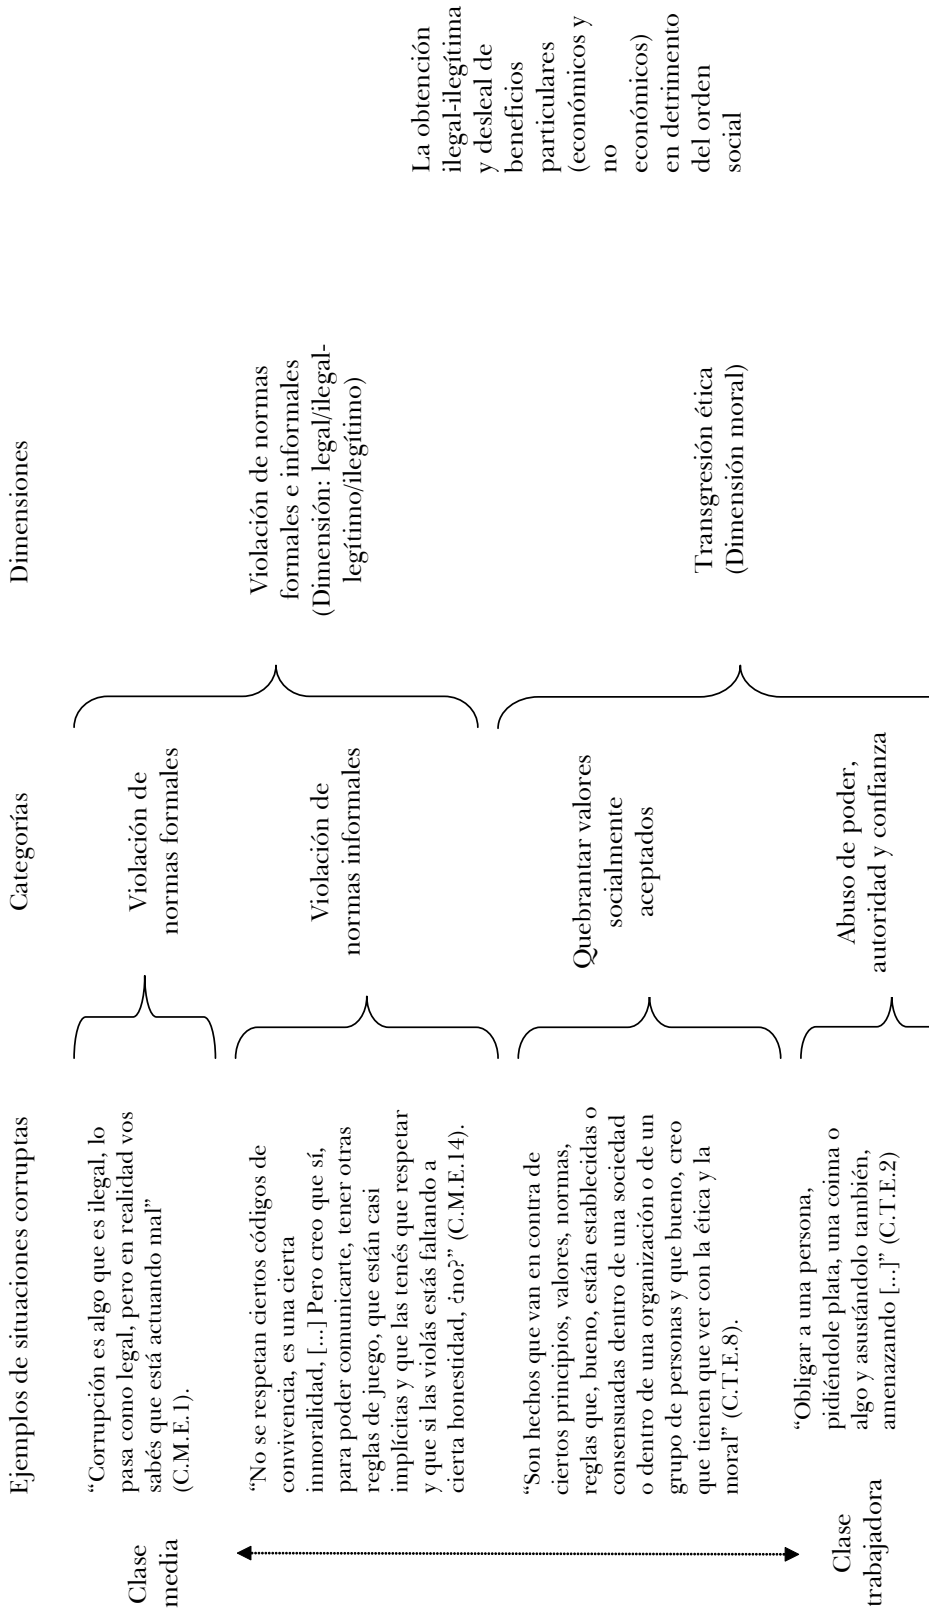 Ejemplos de situaciones corruptas
Categorías
Dimensiones
Clase
media
“Corrupción es algo que es ilegal, lo
pasa como legal, pero en realidad vos
sabés que está actuando mal”
(C.M.E.1).
Violación de
normas formales
“No se respetan ciertos códigos de
convivencia, es una cierta
inmoralidad, [...] Pero creo que sí,
para poder comunicarte, tener otras
reglas de juego, que están casi
implícitas y que las tenés que respetar
y que si las violás estás faltando a
cierta honestidad, ¿no?” (C.M.E.14).
Violación de
normas informales
Violación de normas
formales e informales
(Dimensión: legal/ilegal-
legítimo/ilegítimo)
“Son hechos que van en contra de
ciertos principios, valores, normas,
reglas que, bueno, están establecidas o
consensuadas dentro de una sociedad
o dentro de una organización o de un
grupo de personas y que bueno, creo
que tienen que ver con la ética y la
moral” (C.T.E.8).
Quebrantar valores
socialmente
aceptados
Clase
trabajadora
“Obligar a una persona,
pidiéndole plata, una coima o
algo y asustándolo también,
amenazando [...]” (C.T.E.2)
Abuso de poder,
autoridad y confianza
Transgresión ética
(Dimensión moral)
La obtención
ilegal-ilegítima
y desleal de
beneficios
particulares
(económicos y
no
económicos)
en detrimento
del orden
social